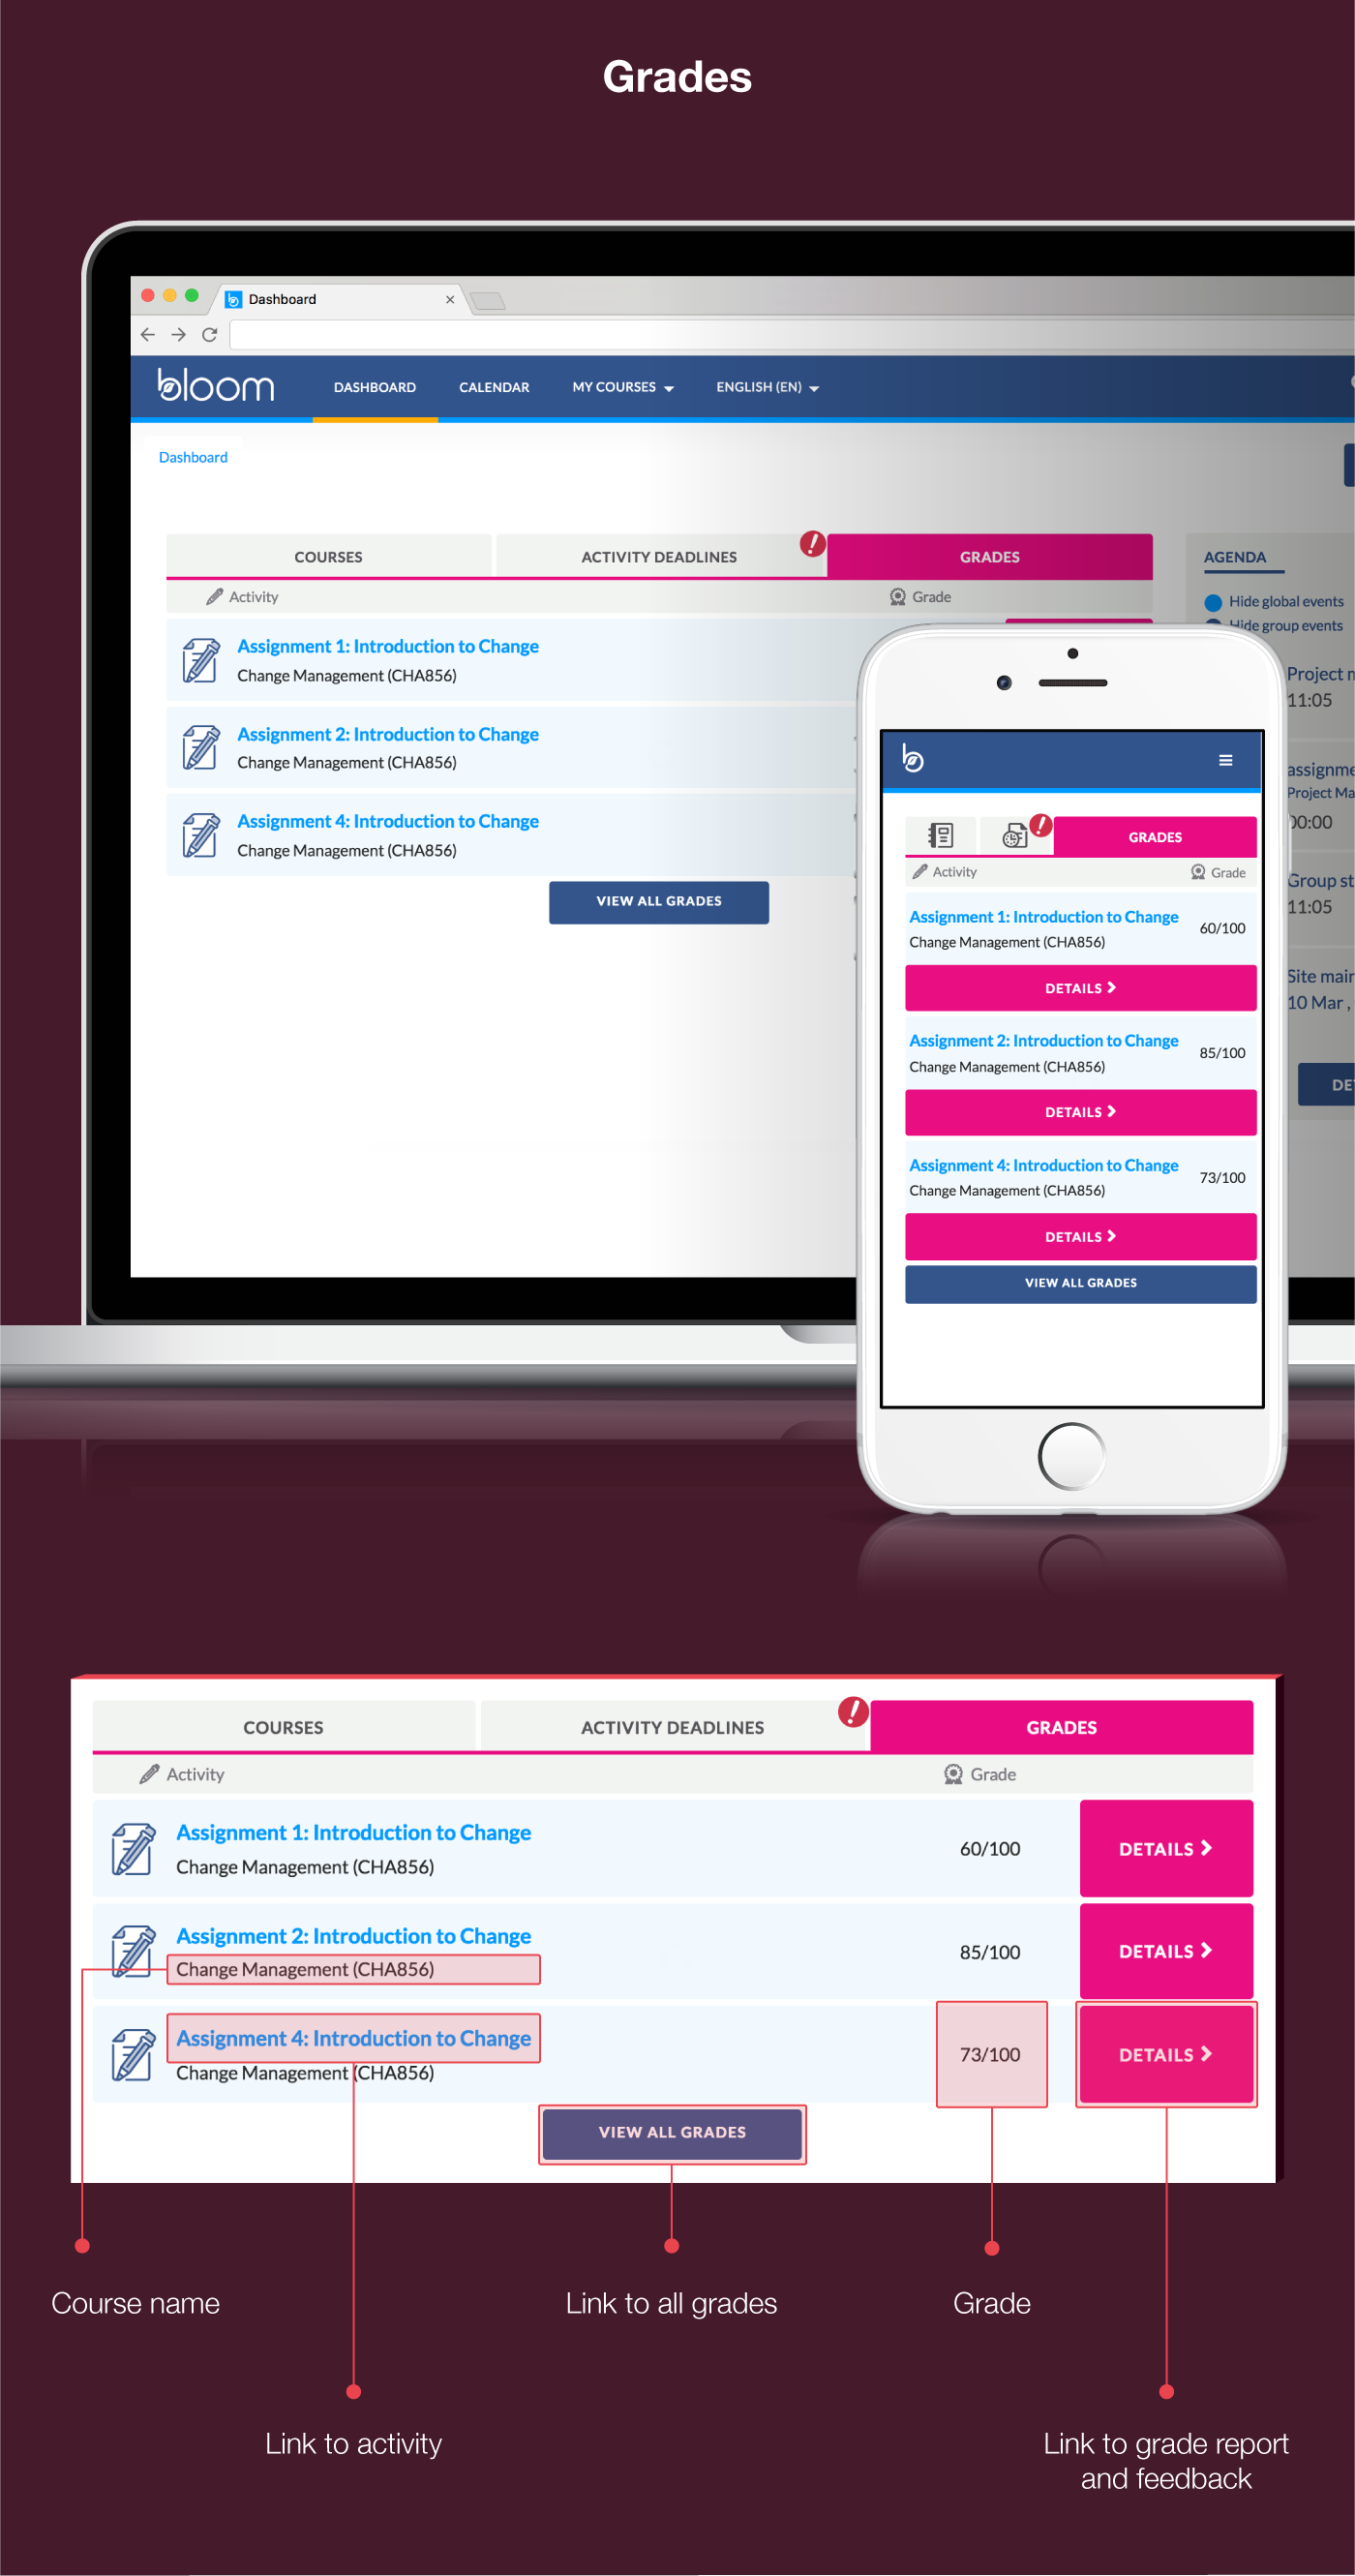 Grades
Dashboard
bloom
DASHBOARD
CALENDAR
MY COURSES
ENGLISH (EN)
Dashboard
COURSES
ACTIVITY DEADLINES
!
GRADES
Activity
Grade
Assignment 1: Introduction to Change
Change Management (CHA856)
Assignment 2: Introduction to Change
Change Management (CHA856)
Assignment 4: Introduction to Change
Change Management (CHA856)
VIEW ALL GRADES
AGENDA
Hide global events
Hide group events
Project
11:05
Project
00:00
Group
11:05
Site
10 Mar ,
!
GRADES
Activity
Grade
Assignment 1: Introduction to Change
Change Management (CHA856)
60/100
DETAILS
Assignment 2: Introduction to Change
Change Management (CHA856)
85/100
DETAILS
Assignment 4: Introduction to Change
Change Management (CHA856)
73/100
DETAILS
VIEW ALL GRADES
COURSES
ACTIVITY DEADLINES
!
GRADES
Activity
Grade
Assignment 1: Introduction to Change
Change Management (CHA856)
60/100
DETAILS
Assignment 2: Introduction to Change
Change Management (CHA856)
85/100
DETAILS
Assignment 4: Introduction to Change
Change Management (CHA856)
73/100
DETAILS
VIEW ALL GRADES
Course name
Link to all grades
Grade
Link to activity
Link to grade report
and feedback